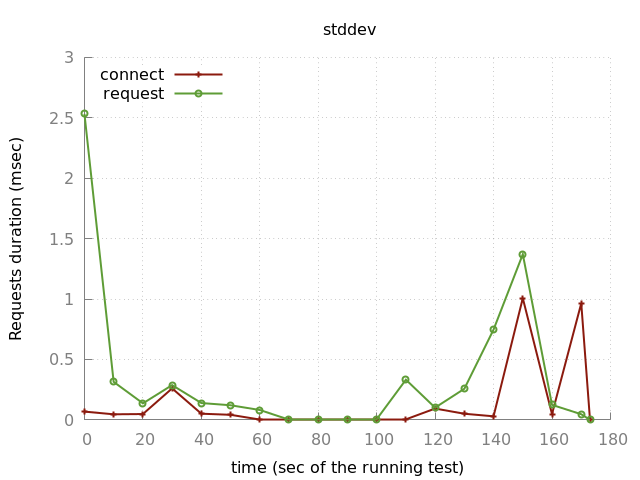 stddev
connect
request
Requests duration (msec)
3
2.5
2
1.5
1
0.5
0
0 20 40 60 80 100 120 140 160 180
time (sec of the running test)